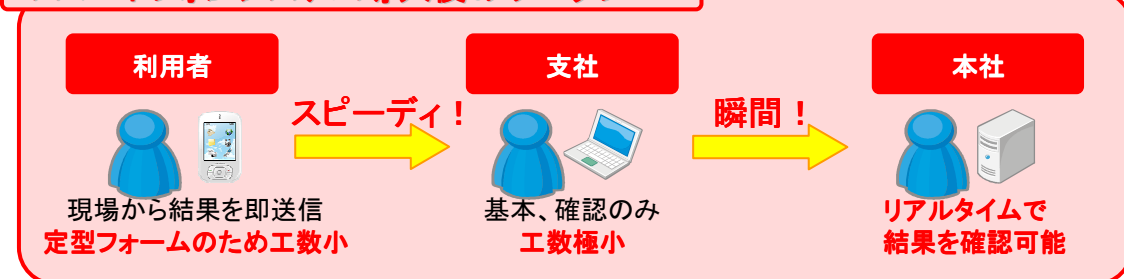 利用者
支社
本社
スピーディ！
瞬間！
現場から結果を即送信
定型フォームのため工数小
基本、確認のみ
工数極小
リアルタイムで
結果を確認可能